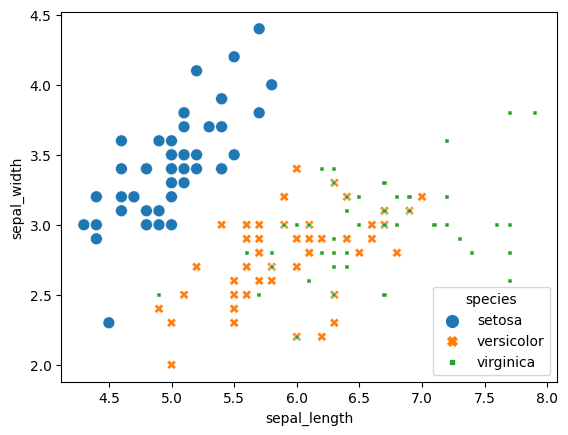 4.5
4.0
3.5
3.0
2.5
2.0
sepal_width
species
setosa
versicolor
virginica
4.5 5.0 5.5 6.0 6.5 7.0 7.5 8.0
sepal_length